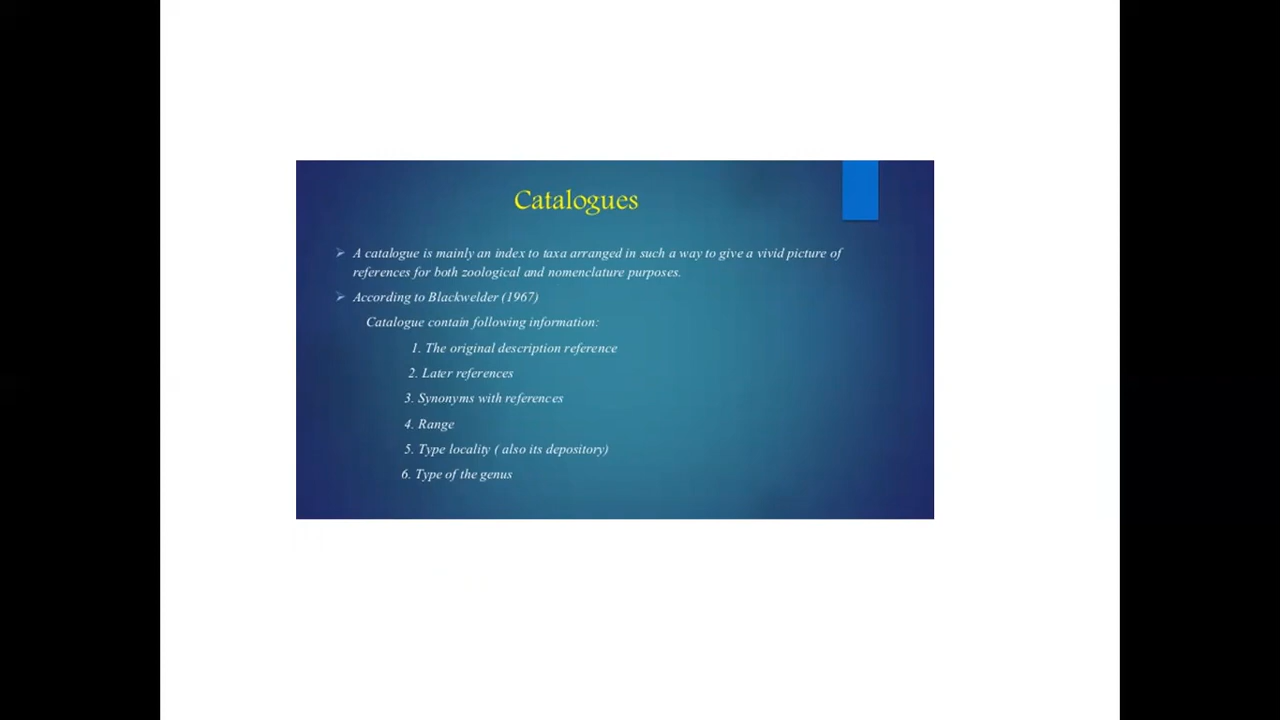 Catalogues
A catalogue is mainly an index to taxa arranged in such a way to give a vivid picture of
references for both zoological and nomenclature purposes.
According to Blackwelder (1967)
Catalogue contain following information:
1. The original description reference
2. Later references
3. Synonyms with references
4. Range
5. Type locality ( also its depository)
6. Type of the genus